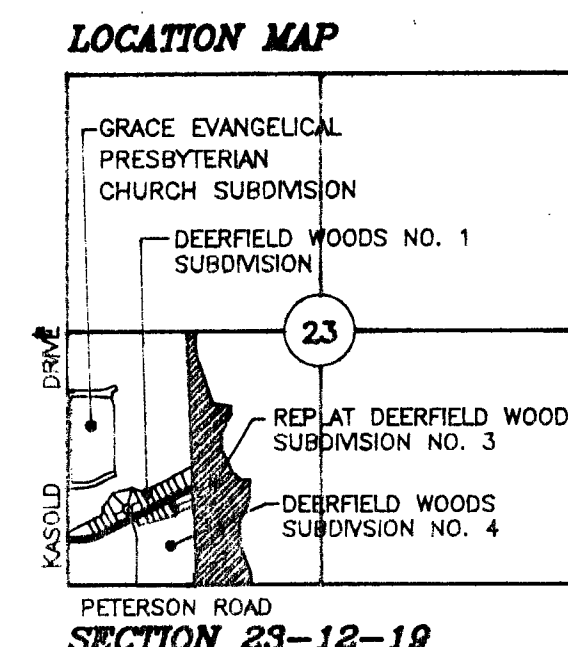 LOCATION MAP
GRACE EVANGELICAL
PRESBYTERIAN
CHURCH SUBDIVISION
DEERFIELD WOODS NO. 1
SUBDIVISION
23
DRIVE
REPLAT DEERFIELD WOOD
SUBDIVISION NO. 3
DEERFIELD WOODS
SUBDIVSION NO. 4
KASOLD
PETERSON ROAD
SECTION 23-12-19